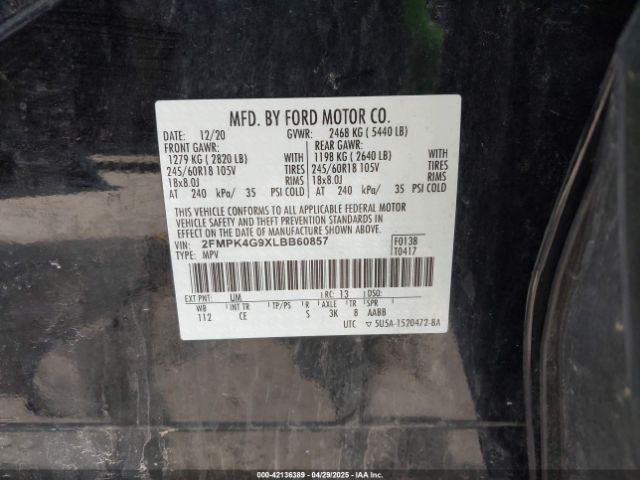 MFD. BY FORD MOTOR CO.
DATE: 12/20 GVWR: 2468 KG ( 5440 LB)
FRONT GAWR: REAR GAWR:
1279 KG ( 2820 LB) WITH 1198 KG ( 2640 LB) WITH
245/60R18 105V TIRES 245/60R18 105V TIRES
18x8.0J RIMS 18x8.0J RIMS
AT 240 kPa/ 35 PSI COLD AT 240 kPa/ 35 PSI COLD
THIS VEHICLE CONFORMS TO ALL APPLICABLE FEDERAL MOTOR
VEHICLE SAFETY AND THEFT PREVENTION STANDARDS IN
EFFECT ON THE DATE OF MANUFACTURE SHOWN ABOVE.
VIN: 2FMPK4G9XLBB60857 F0138
TYPE: MPV T0417
EXT PNT: UM RC: 13 DSO:
WB INT TR TP/PS R AXLE TR SPR
112 CE S 3K 8 AABB
UTC ▽ 5U5A-1520472-BA
000-42136389 - 04/29/2025 - IAA Inc.